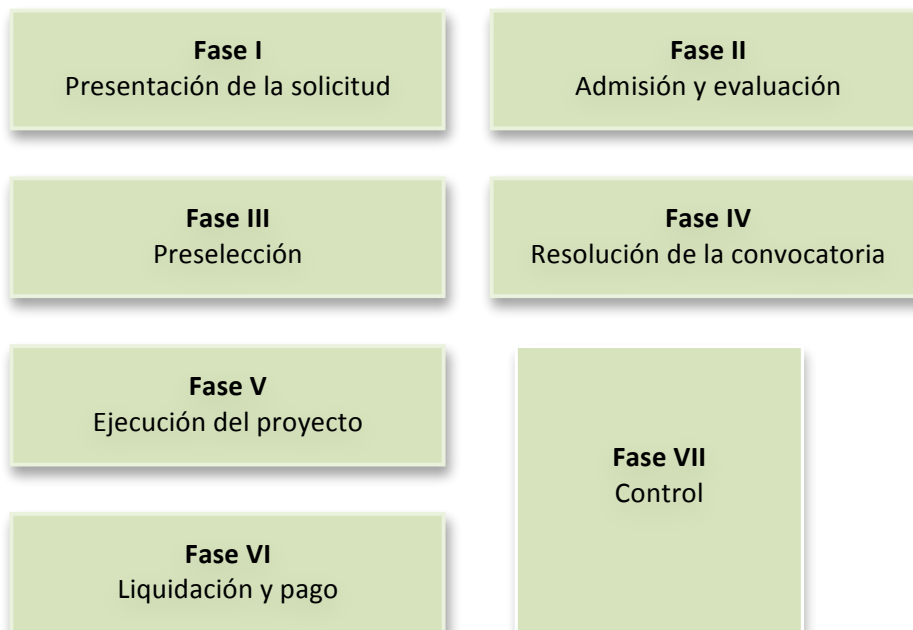 Fase I
Presentación de la solicitud
Fase II
Admisión y evaluación
Fase III
Preselección
Fase IV
Resolución de la convocatoria
Fase V
Ejecución del proyecto
Fase VI
Liquidación y pago
Fase VII
Control